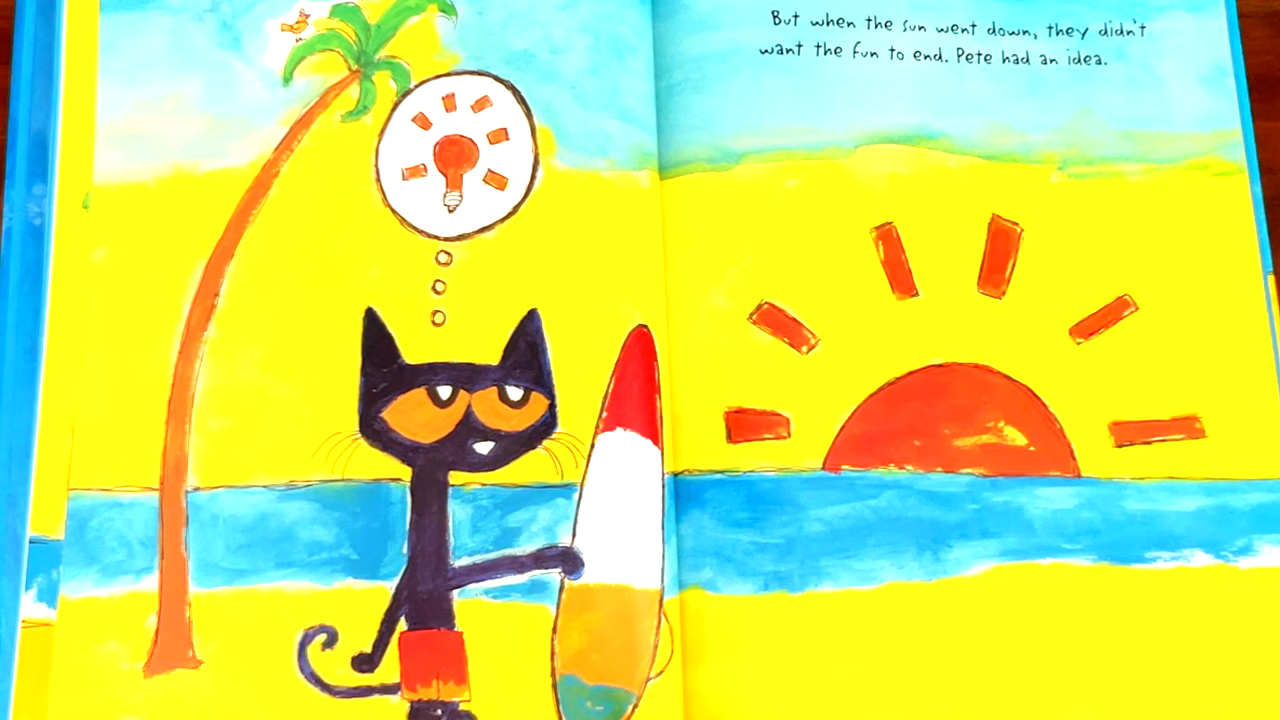 But when the sun went down, they didn't
want the fun to end. Pete had an idea.